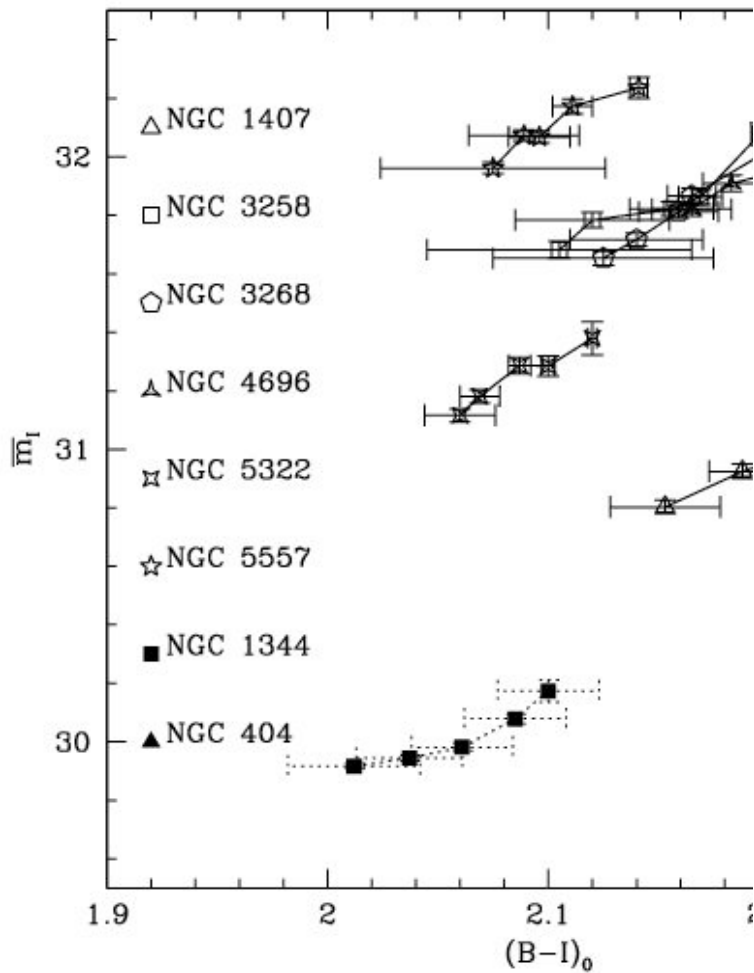 32
31
30
m̅_I
NGC 1407
NGC 3258
NGC 3268
NGC 4696
NGC 5322
NGC 5557
NGC 1344
NGC 404
1.9 2 2.1
(B−I)₀